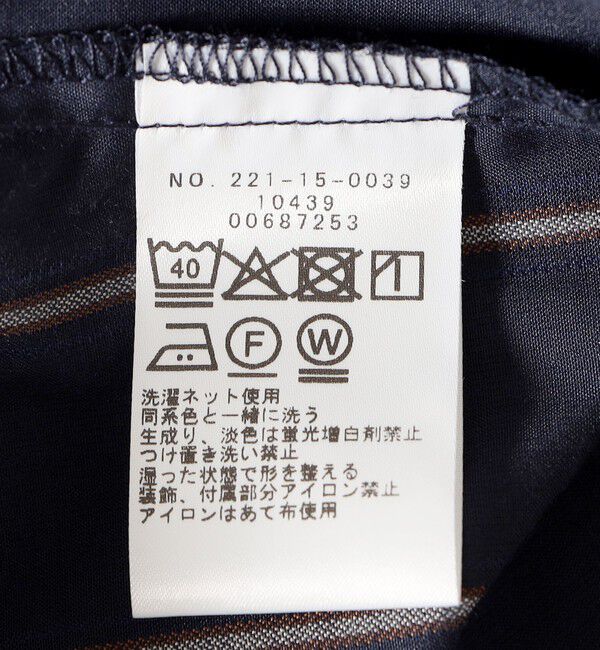 NO. 221-15-0039
10439
00687253
40
F W
洗濯ネット使用
同系色と一緒に洗う
生成り、淡色は蛍光増白剤禁止
つけ置き洗い禁止
湿った状態で形を整える
装飾、付属部分アイロン禁止
アイロンはあて布使用